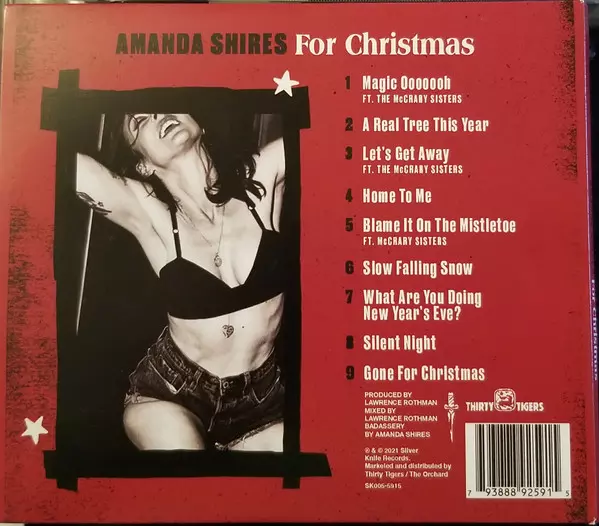 AMANDA SHIRES For Christmas
1 Magic Ooooooh
FT. THE McCRARY SISTERS
2 A Real Tree This Year
3 Let's Get Away
FT. THE McCRARY SISTERS
4 Home To Me
5 Blame It On The Mistletoe
FT. McCRARY SISTERS
6 Slow Falling Snow
7 What Are You Doing
New Year's Eve?
8 Silent Night
9 Gone For Christmas
PRODUCED BY
LAWRENCE ROTHMAN
MIXED BY
LAWRENCE ROTHMAN
BADASSERY
BY AMANDA SHIRES
℗ & © 2021 Silver
Knife Records.
Marketed and distributed by
Thirty Tigers / The Orchard
SK006-5915
THIRTY TIGERS
7 93888 92591 5
For Christmas